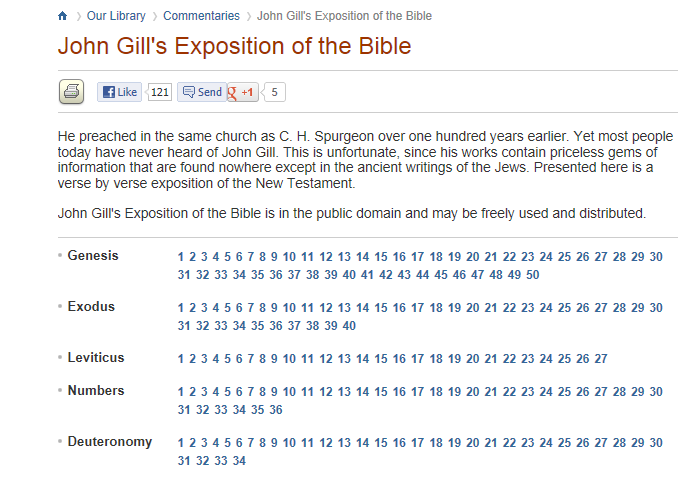 Our Library > Commentaries > John Gill's Exposition of the Bible
John Gill's Exposition of the Bible
Like 121 Send +1 5
He preached in the same church as C. H. Spurgeon over one hundred years earlier. Yet most people
today have never heard of John Gill. This is unfortunate, since his works contain priceless gems of
information that are found nowhere except in the ancient writings of the Jews. Presented here is a
verse by verse exposition of the New Testament.
John Gill's Exposition of the Bible is in the public domain and may be freely used and distributed.
Genesis 1 2 3 4 5 6 7 8 9 10 11 12 13 14 15 16 17 18 19 20 21 22 23 24 25 26 27 28 29 30
31 32 33 34 35 36 37 38 39 40 41 42 43 44 45 46 47 48 49 50
Exodus 1 2 3 4 5 6 7 8 9 10 11 12 13 14 15 16 17 18 19 20 21 22 23 24 25 26 27 28 29 30
31 32 33 34 35 36 37 38 39 40
Leviticus 1 2 3 4 5 6 7 8 9 10 11 12 13 14 15 16 17 18 19 20 21 22 23 24 25 26 27
Numbers 1 2 3 4 5 6 7 8 9 10 11 12 13 14 15 16 17 18 19 20 21 22 23 24 25 26 27 28 29 30
31 32 33 34 35 36
Deuteronomy 1 2 3 4 5 6 7 8 9 10 11 12 13 14 15 16 17 18 19 20 21 22 23 24 25 26 27 28 29 30
31 32 33 34